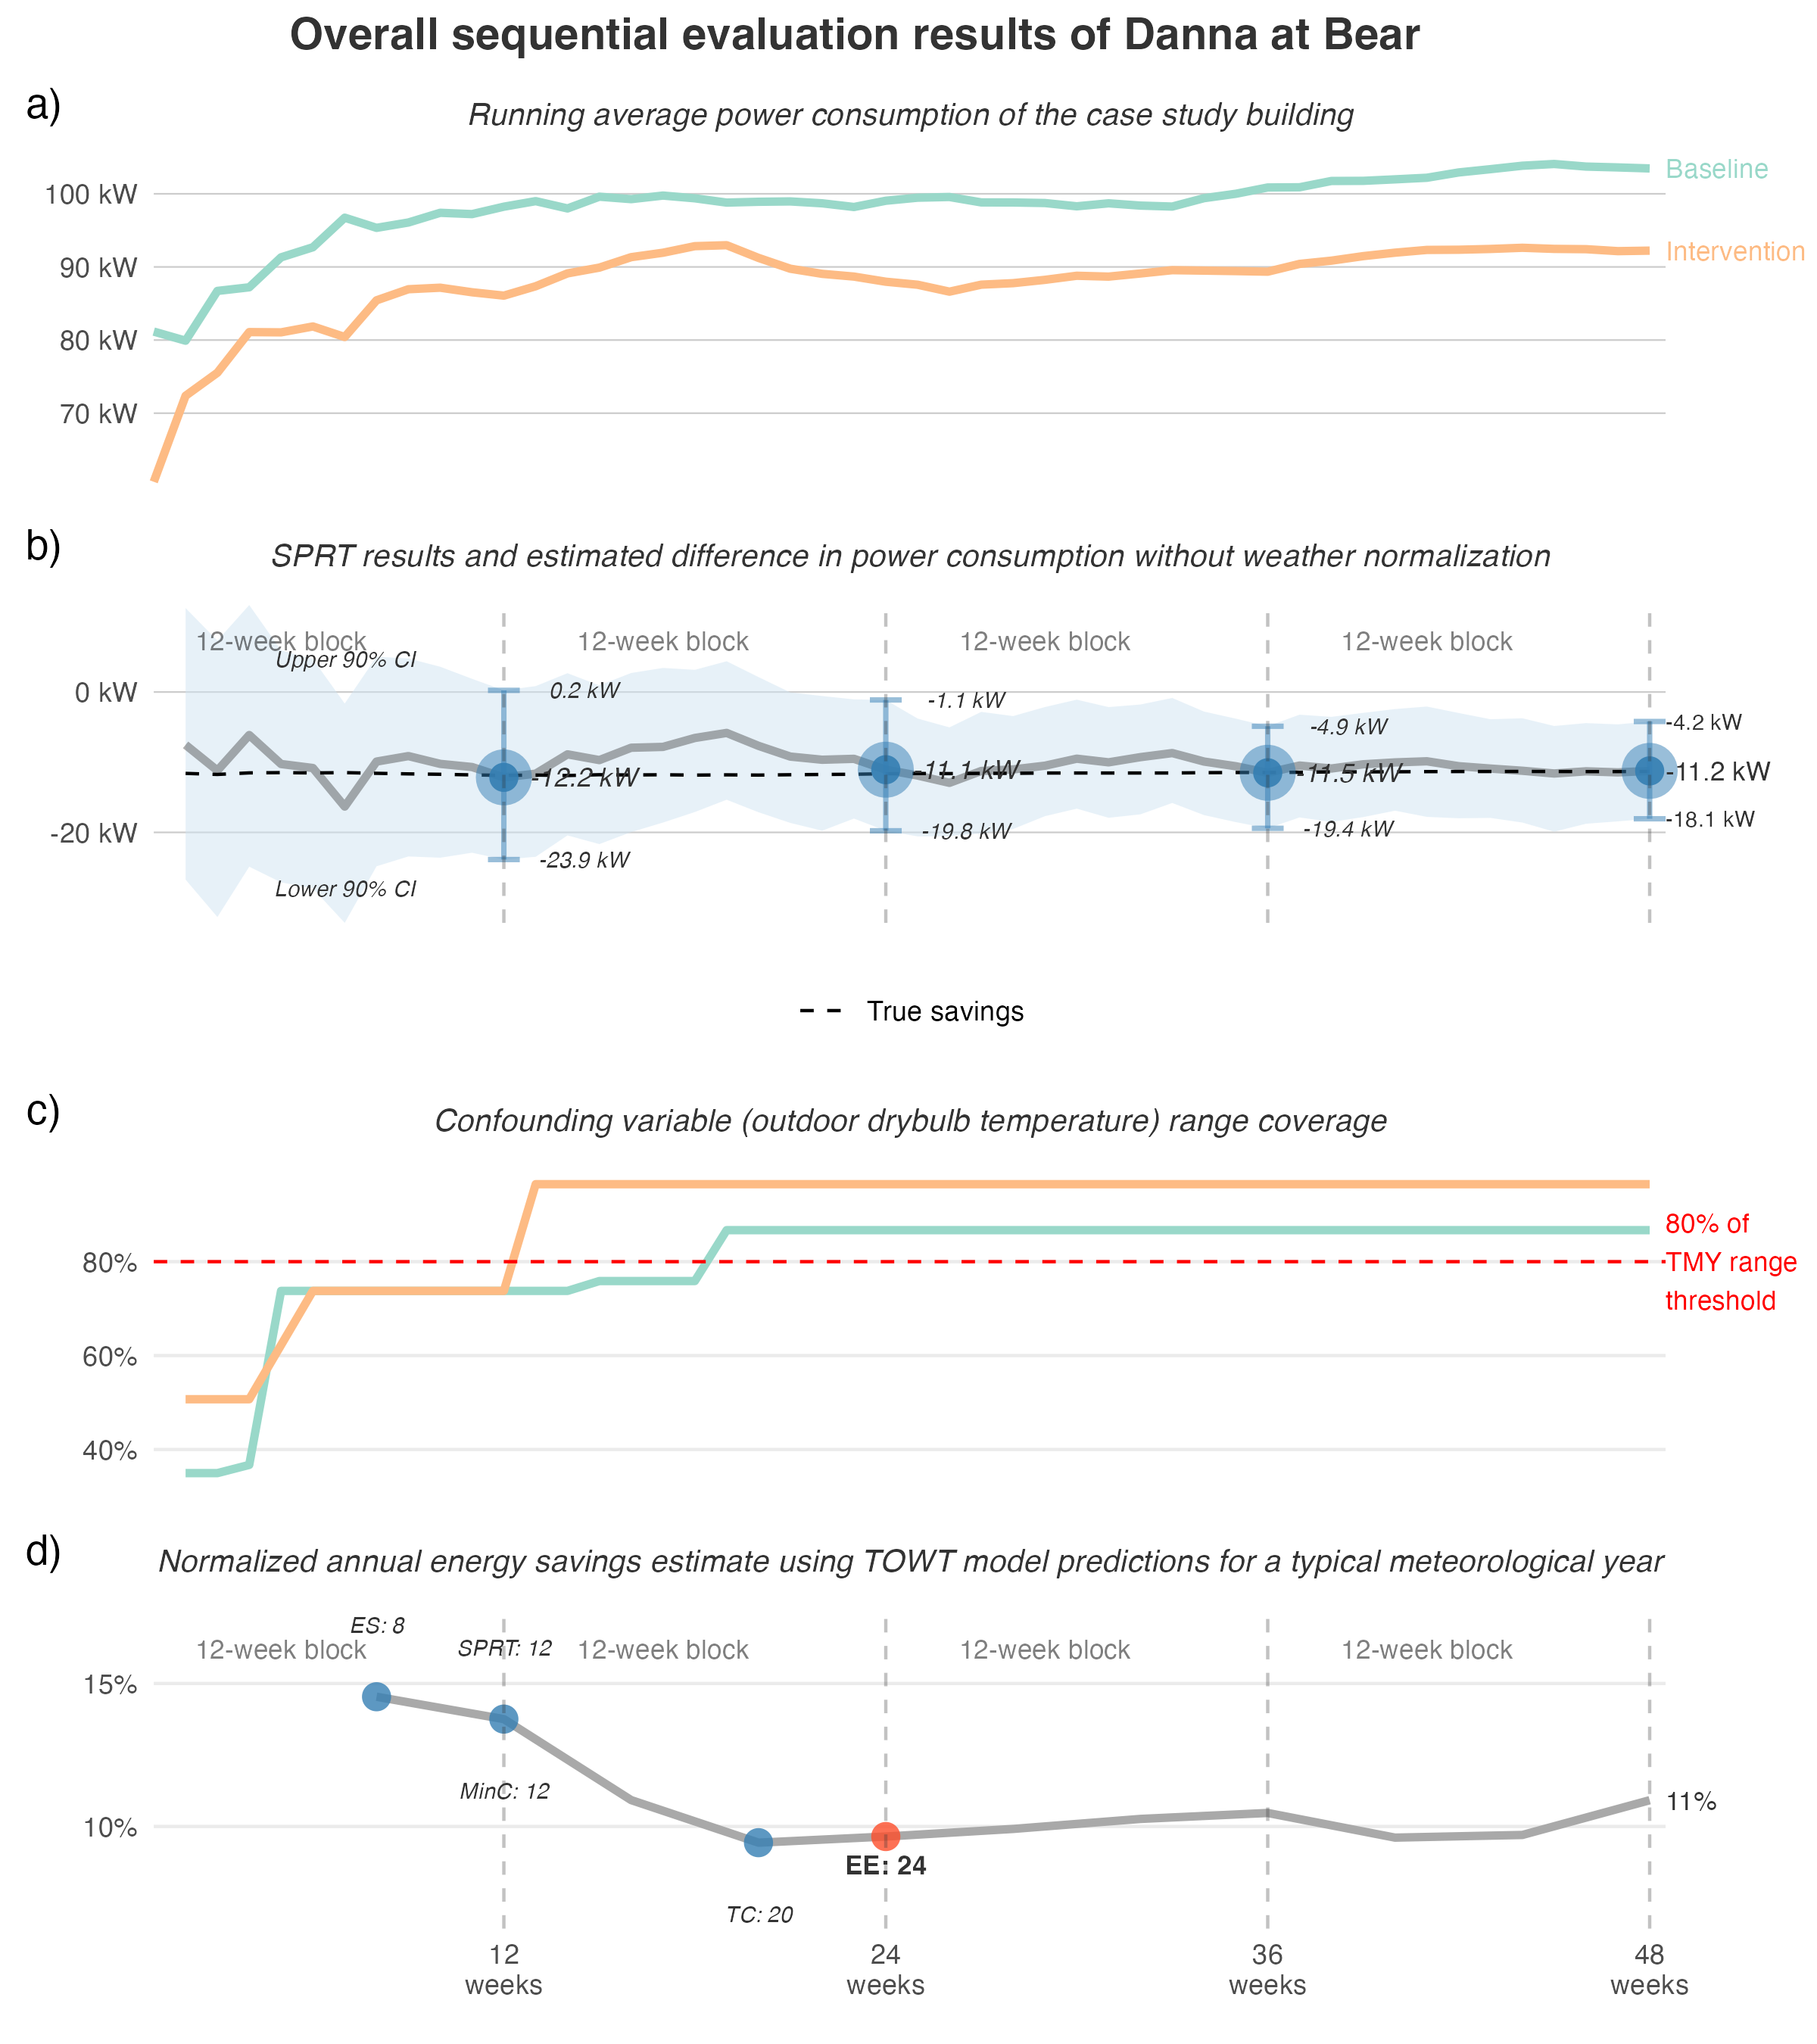 Overall sequential evaluation results of Danna at Bear
a)
Running average power consumption of the case study building
100 kW
90 kW
80 kW
70 kW
Baseline
Intervention
b)
SPRT results and estimated difference in power consumption without weather normalization
12-week block
12-week block
12-week block
12-week block
Upper 90% CI
Lower 90% CI
0 kW
-20 kW
0.2 kW
-12.2 kW
-23.9 kW
-1.1 kW
-11.1 kW
-19.8 kW
-4.9 kW
-11.5 kW
-19.4 kW
-4.2 kW
-11.2 kW
-18.1 kW
True savings
c)
Confounding variable (outdoor drybulb temperature) range coverage
80%
60%
40%
80% of
TMY range
threshold
d)
Normalized annual energy savings estimate using TOWT model predictions for a typical meteorological year
ES: 8
SPRT: 12
12-week block
12-week block
12-week block
12-week block
15%
10%
MinC: 12
TC: 20
EE: 24
11%
12
weeks
24
weeks
36
weeks
48
weeks